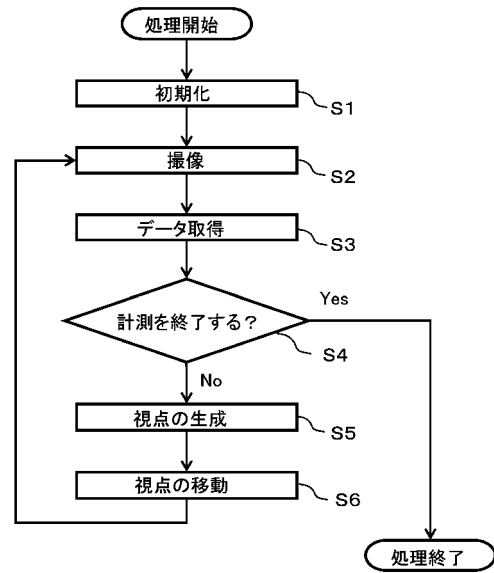 処理開始
初期化
S1
撮像
S2
データ取得
S3
計測を終了する?
Yes
S4
No
視点の生成
S5
視点の移動
S6
処理終了